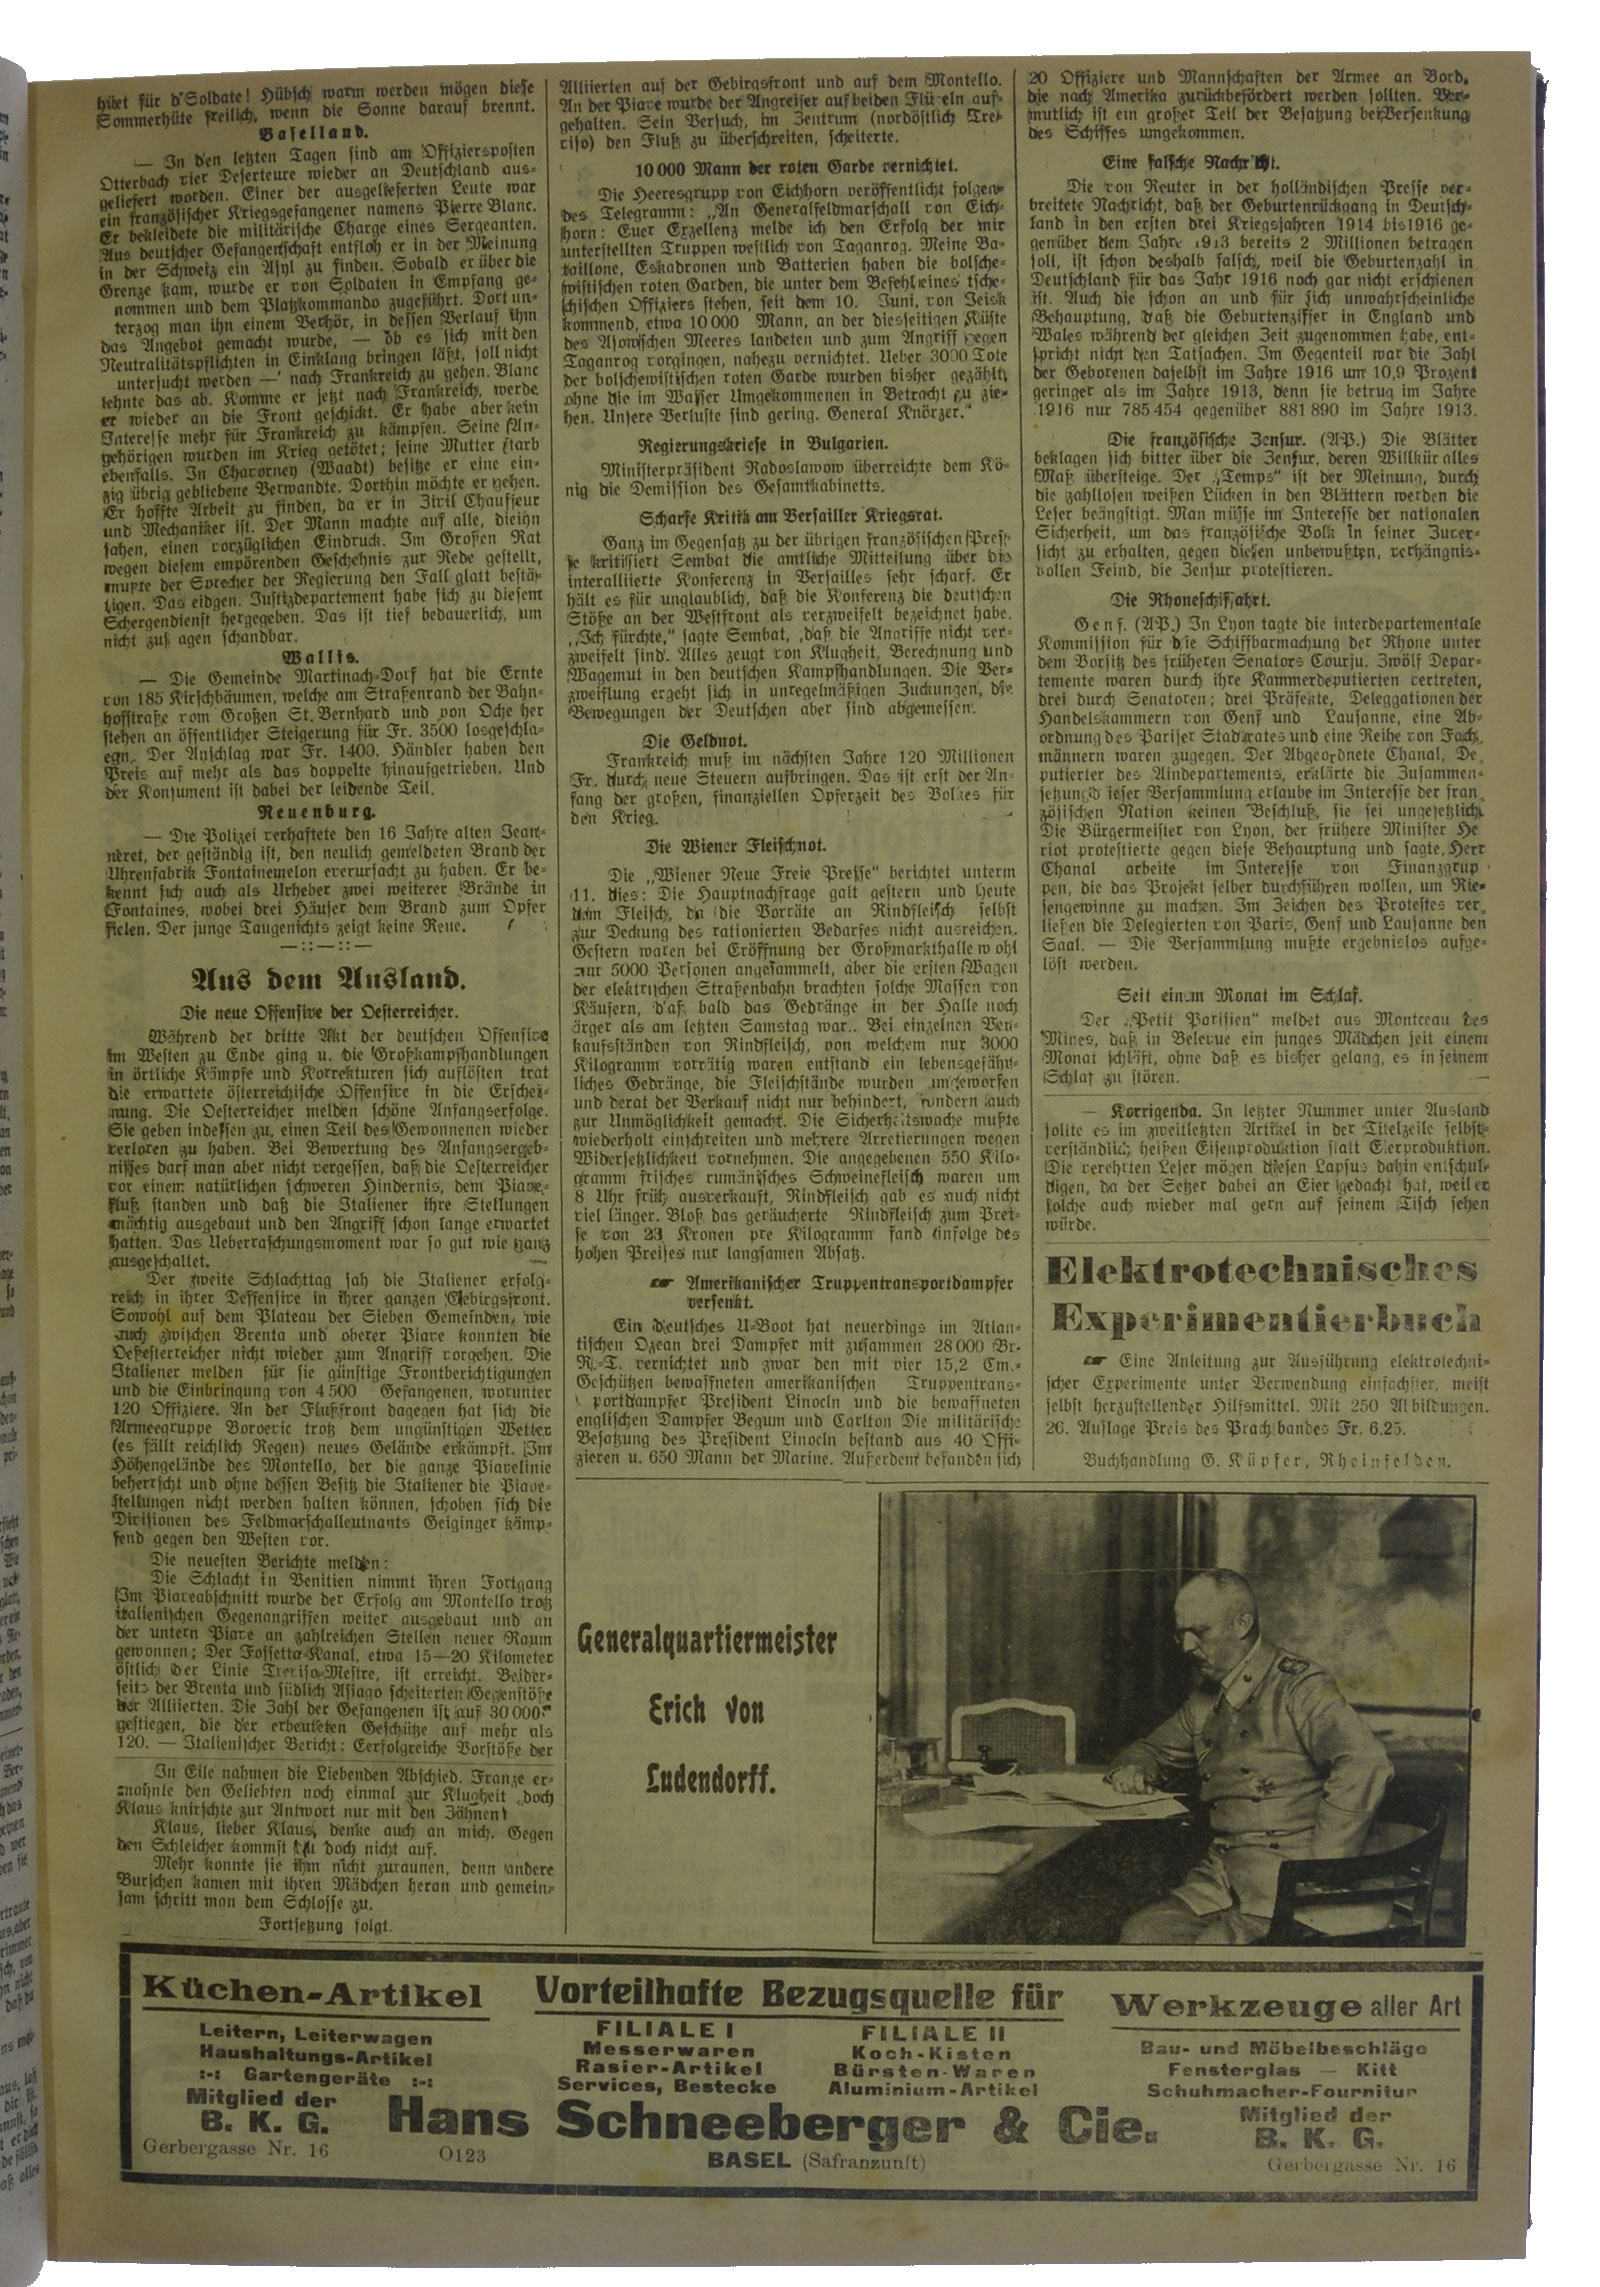 hüet für d'Soldate! Hübsch warm werden mögen diese
Sommerhüte freilich, wenn die Sonne darauf brennt.
Baselland.
— In den letzten Tagen sind am Offiziersposten
Otterbach vier Deserteure wieder an Deutschland aus-
geliefert worden. Einer der ausgelieferten Leute war
ein französischer Kriegsgefangener namens Pierre Blanc.
Er bekleidete die militärische Charge eines Sergeanten.
Aus deutscher Gefangenschaft entfloh er in der Meinung
in der Schweiz ein Asyl zu finden. Sobald er über die
Grenze kam, wurde er von Soldaten in Empfang ge-
nommen und dem Platzkommando zugeführt. Dort un-
terzog man ihn einem Verhör, in dessen Verlauf ihm
das Angebot gemacht wurde, — ob es sich mit den
Neutralitätspflichten in Einklang bringen läßt, soll nicht
untersucht werden — nach Frankreich zu gehen. Blanc
lehnte das ab. Komme er jetzt nach Frankreich, werde
er wieder an die Front geschickt. Er habe aber kein
Interesse mehr für Frankreich zu kämpfen. Seine An-
gehörigen wurden im Krieg getötet; seine Mutter starb
ebenfalls. In Charorney (Waadt) besitze er eine ein-
zig übrig gebliebene Verwandte. Dorthin möchte er gehen.
Er hoffte Arbeit zu finden, da er in Zivil Chauffeur
und Mechaniker ist. Der Mann machte auf alle, die ihn
sahen, einen vorzüglichen Eindruck. Im Großen Rat
wegen diesem empörenden Geschehnis zur Rede gestellt,
mußte der Sprecher der Regierung den Fall glatt bestä-
tigen. Das eidgen. Justizdepartement habe sich zu diesem
Schergendienst hergegeben. Das ist tief bedauerlich, um
nicht zuß agen schandbar.
Wallis.
— Die Gemeinde Martinach-Dorf hat die Ernte
von 185 Kirschbäumen, welche am Straßenrand der Bahn-
hofstraße vom Großen St. Bernhard und von Oche her
stehen an öffentlicher Steigerung für Fr. 3500 losgeschla-
egn. Der Anschlag war Fr. 1400. Händler haben den
Preis auf mehr als das doppelte hinaufgetrieben. Und
der Konsument ist dabei der leidende Teil.
Neuenburg.
— Die Polizei verhaftete den 16 Jahre alten Jean-
neret, der geständig ist, den neulich gemeldeten Brand der
Uhrenfabrik Fontainemelon verursacht zu haben. Er be-
kennt sich auch als Urheber zwei weiterer Brände in
Fontaines, wobei drei Häuser dem Brand zum Opfer
fielen. Der junge Taugenichts zeigt keine Reue.
—::—::—
Aus dem Ausland.
Die neue Offensive der Oesterreicher.
Während der dritte Akt der deutschen Offensive
im Westen zu Ende ging u. die Großkampfhandlungen
in örtliche Kämpfe und Korrekturen sich auflösten trat
die erwartete österreichische Offensive in die Erschei-
nung. Die Oesterreicher melden schöne Anfangserfolge.
Sie geben indessen zu, einen Teil des Gewonnenen wieder
verloren zu haben. Bei Bewertung des Anfangsergeb-
nisses darf man aber nicht vergessen, daß die Oesterreicher
vor einem natürlichen schweren Hindernis, dem Piave-
fluß standen und daß die Italiener ihre Stellungen
mächtig ausgebaut und den Angriff schon lange erwartet
hatten. Das Ueberraschungsmoment war so gut wie ganz
ausgeschaltet.
Der zweite Schlachttag sah die Italiener erfolg-
reich in ihrer Deffensive in ihrer ganzen Gebirgsfront.
Sowohl auf dem Plateau der Sieben Gemeinden, wie
auch zwischen Brenta und oberer Piave konnten die
Oesesterreicher nicht wieder zum Angriff vorgehen. Die
Italiener melden für sie günstige Frontberichtigungen
und die Einbringung von 4500 Gefangenen, worunter
120 Offiziere. An der Flußfront dagegen hat sich die
Armeegruppe Boroevic trotz dem ungünstigen Wetter
(es fällt reichlich Regen) neues Gelände erkämpft. Im
Höhengelände des Montello, der die ganze Piavelinie
beherrscht und ohne dessen Besitz die Italiener die Piave-
stellungen nicht werden halten können, schoben sich die
Divisionen des Feldmarschalleutnants Geiginger kämp-
fend gegen den Westen vor.
Die neuesten Berichte melden:
Die Schlacht in Venitien nimmt ihren Fortgang
Im Piaveabschnitt wurde der Erfolg am Montello trotz
italienischen Gegenangriffen weiter ausgebaut und an
der untern Piave an zahlreichen Stellen neuer Raum
gewonnen; Der Fossetta-Kanal, etwa 15—20 Kilometer
östlich der Linie Treviso-Mestre, ist erreicht. Beider-
seits der Brenta und südlich Asiago scheiterten Gegenstöße
der Alliierten. Die Zahl der Gefangenen ist auf 30 000
gestiegen, die der erbeuteten Geschütze auf mehr als
120. — Italienischer Bericht: Eerfolgreiche Vorstöße der
In Eile nahmen die Liebenden Abschied. Franze er-
mahnte den Geliebten noch einmal zur Klugheit, doch
Klaus knirschte zur Antwort nur mit den Zähnen!
Klaus, lieber Klaus, denke auch an mich. Gegen
den Schleicher kommst du doch nicht auf.
Mehr konnte sie ihm nicht zuraunen, denn andere
Burschen kamen mit ihren Mädchen heran und gemein-
sam schritt man dem Schlosse zu.
Fortsetzung folgt.
Alliierten auf der Gebirgsfront und auf dem Montello.
An der Piave wurde der Angreifer auf beiden Flügeln auf-
gehalten. Sein Versuch, im Zentrum (nordöstlich Tre-
viso) den Fluß zu überschreiten, scheiterte.
10 000 Mann der roten Garde vernichtet.
Die Heeresgrupp von Eichhorn veröffentlicht folgen-
des Telegramm: „An Generalfeldmarschall von Eich-
horn: Euer Exzellenz melde ich den Erfolg der mir
unterstellten Truppen westlich von Taganrog. Meine Ba-
taillone, Eskadronen und Batterien haben die bolsche-
wistischen roten Garden, die unter dem Befehl eines tsche-
chischen Offiziers stehen, seit dem 10. Juni, von Jeisk
kommend, etwa 10 000 Mann, an der diesseitigen Küste
des Asowschen Meeres landeten und zum Angriff gegen
Taganrog vorgingen, nahezu vernichtet. Ueber 3000 Tote
der bolschewistischen roten Garde wurden bisher gezählt,
ohne die im Wasser Umgekommenen in Betracht zu zie-
hen. Unsere Verluste sind gering. General Knörzer.“
Regierungskriese in Bulgarien.
Ministerpräsident Radoslawow überreichte dem Kö-
nig die Demission des Gesamtkabinetts.
Scharfe Kritik am Versailler Kriegsrat.
Ganz im Gegensatz zu der übrigen französischen Pres-
se kritisiert Sembat die amtliche Mitteilung über die
interalliierte Konferenz in Versailles sehr scharf. Er
hält es für unglaublich, daß die Konferenz die deutschen
Stöße an der Westfront als verzweifelt bezeichnet habe.
„Ich fürchte,“ sagte Sembat, „daß die Angriffe nicht ver-
zweifelt sind. Alles zeugt von Klugheit, Berechnung und
Wagemut in den deutschen Kampfhandlungen. Die Ver-
zweiflung ergeht sich in unregelmäßigen Zuckungen, die
Bewegungen der Deutschen aber sind abgemessen.
Die Geldnot.
Frankreich muß im nächsten Jahre 120 Millionen
Fr. durch neue Steuern aufbringen. Das ist erst der An-
fang der großen, finanziellen Opferzeit des Volkes für
den Krieg.
Die Wiener Fleischnot.
Die „Wiener Neue Freie Presse“ berichtet unterm
11. dies: Die Hauptnachfrage galt gestern und heute
dem Fleisch, da die Vorräte an Rindfleisch selbst
zur Deckung des rationierten Bedarfes nicht ausreichen.
Gestern waren bei Eröffnung der Großmarkthalle wohl
nur 5000 Personen angesammelt, aber die ersten Wagen
der elektrischen Straßenbahn brachten solche Massen von
Käufern, daß bald das Gedränge in der Halle noch
ärger als am letzten Samstag war.. Bei einzelnen Ver-
kaufsständen von Rindfleisch, von welchem nur 3000
Kilogramm vorrätig waren entstand ein lebensgefähr-
liches Gedränge, die Fleischstände wurden umgeworfen
und derat der Verkauf nicht nur behindert, sondern auch
zur Unmöglichkeit gemacht. Die Sicherheitswache mußte
wiederholt einschreiten und mehrere Arretierungen wegen
Widersetzlichkeit vornehmen. Die angegebenen 550 Kilo-
gramm frisches rumänisches Schweinefleisch waren um
8 Uhr früh ausverkauft, Rindfleisch gab es auch nicht
viel länger. Bloß das geräucherte Rindfleisch zum Prei-
se von 23 Kronen pre Kilogramm fand infolge des
hohen Preises nur langsamen Absatz.
☞ Amerikanischer Truppentransportdampfer
versenkt.
Ein deutsches U-Boot hat neuerdings im Atlan-
tischen Ozean drei Dampfer mit zusammen 28 000 Br.
R.-T. vernichtet und zwar den mit vier 15,2 Cm.-
Geschützen bewaffneten amerikanischen Truppentrans-
portdampfer President Lincoln und die bewaffneten
englischen Dampfer Begum und Carlton Die militärische
Besatzung des President Lincoln bestand aus 40 Offi-
zieren u. 650 Mann der Marine. Außerdem befanden sich
20 Offiziere und Mannschaften der Armee an Bord,
die nach Amerika zurückbefördert werden sollten. Ver-
mutlich ist ein großer Teil der Besatzung bei Versenkung
des Schiffes umgekommen.
Eine falsche Nachricht.
Die von Reuter in der holländischen Presse ver-
breitete Nachricht, daß der Geburtenrückgang in Deutsch-
land in den ersten drei Kriegsjahren 1914 bis 1916 ge-
genüber dem Jahre 1913 bereits 2 Millionen betragen
soll, ist schon deshalb falsch, weil die Geburtenzahl in
Deutschland für das Jahr 1916 noch gar nicht erschienen
ist. Auch die schon an und für sich unwahrscheinliche
Behauptung, daß die Geburtenziffer in England und
Wales während der gleichen Zeit zugenommen habe, ent-
spricht nicht den Tatsachen. Im Gegenteil war die Zahl
der Geborenen daselbst im Jahre 1916 um 10,9 Prozent
geringer als im Jahre 1913, denn sie betrug im Jahre
1916 nur 785 454 gegenüber 881 890 im Jahre 1913.
Die französische Zensur. (AP.) Die Blätter
beklagen sich bitter über die Zensur, deren Willkür alles
Maß übersteige. Der „Temps“ ist der Meinung, durch
die zahllosen weißen Lücken in den Blättern werden die
Leser beängstigt. Man müsse im Interesse der nationalen
Sicherheit, um das französische Volk in seiner Zuver-
sicht zu erhalten, gegen diesen unbewußten, verhängnis-
vollen Feind, die Zensur protestieren.
Die Rhoneschiffahrt.
Genf. (AP.) In Lyon tagte die interdepartementale
Kommission für die Schiffbarmachung der Rhone unter
dem Vorsitz des früheren Senators Courju. Zwölf Depar-
temente waren durch ihre Kammerdeputierten vertreten,
drei durch Senatoren; drei Präfekte, Deleggationen der
Handelskammern von Genf und Lausanne, eine Ab-
ordnung des Pariser Stadtrates und eine Reihe von Fach-
männern waren zugegen. Der Abgeordnete Chanal, De-
putierter des Aindepartements, erklärte die Zusammen-
setzung d ieser Versammlung erlaube im Interesse der fran-
zösischen Nation keinen Beschluß, sie sei ungesetzlich.
Die Bürgermeister von Lyon, der frühere Minister He
riot protestierte gegen diese Behauptung und sagte, Herr
Chanal arbeite im Interesse von Finanzgrup
pen, die das Projekt selber durchführen wollen, um Rie-
sengewinne zu machen. Im Zeichen des Protestes ver-
ließen die Delegierten von Paris, Genf und Lausanne den
Saal. — Die Versammlung mußte ergebnislos aufge-
löst werden.
Seit einem Monat im Schlaf.
Der „Petit Parisien“ meldet aus Montceau des
Mines, daß in Belevue ein junges Mädchen seit einem
Monat schläft, ohne daß es bisher gelang, es in seinem
Schlaf zu stören.
— Korrigenda. In letzter Nummer unter Ausland
sollte es im zweitletzten Artikel in der Titelzeile selbst-
verständlich heißen Eisenproduktion statt Eierproduktion.
Die verehrten Leser mögen diesen Lapsus dahin entschul-
digen, da der Setzer dabei an Eier gedacht hat, weil er
solche auch wieder mal gern auf seinem Tisch sehen
würde.
Elektrotechnisches
Experimentierbuch
☞ Eine Anleitung zur Ausführung elektrotechni-
scher Experimente unter Verwendung einfachster, meist
selbst herzustellender Hilfsmittel. Mit 250 Abbildungen.
26. Auflage Preis des Prachtbandes Fr. 6.25.
Buchhandlung G. Küpfer, Rheinfelden.
Generalquartiermeister
Erich von
Ludendorff.
Küchen-Artikel
Leitern, Leiterwagen
Haushaltungs-Artikel
:-: Gartengeräte :-:
Mitglied der
B. K. G.
Gerbergasse Nr. 16
Vorteilhafte Bezugsquelle für
FILIALE I
Messerwaren
Rasier-Artikel
Services, Bestecke
FILIALE II
Koch-Kisten
Bürsten-Waren
Aluminium-Artikel
Werkzeuge aller Art
Bau- und Möbelbeschläge
Fensterglas — Kitt
Schuhmacher-Fournitur
Mitglied der
B. K. G.
Gerbergasse Nr. 16
Hans Schneeberger & Cie.
O123
BASEL (Safranzunft)